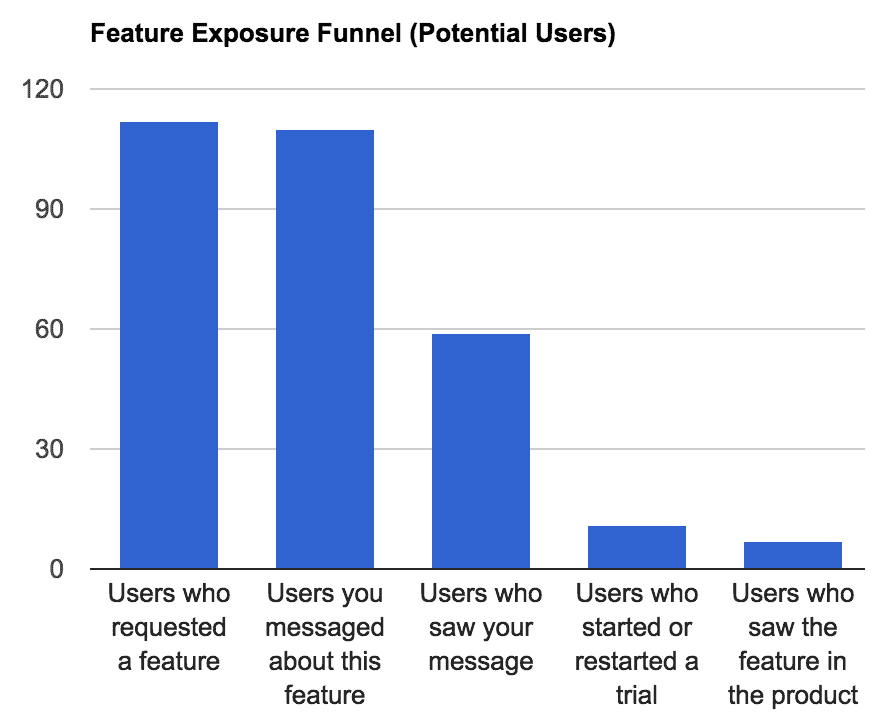 Feature Exposure Funnel (Potential Users)
120
90
60
30
0
Users who
requested
a feature
Users you
messaged
about this
feature
Users who
saw your
message
Users who
started or
restarted a
trial
Users who
saw the
feature in
the product